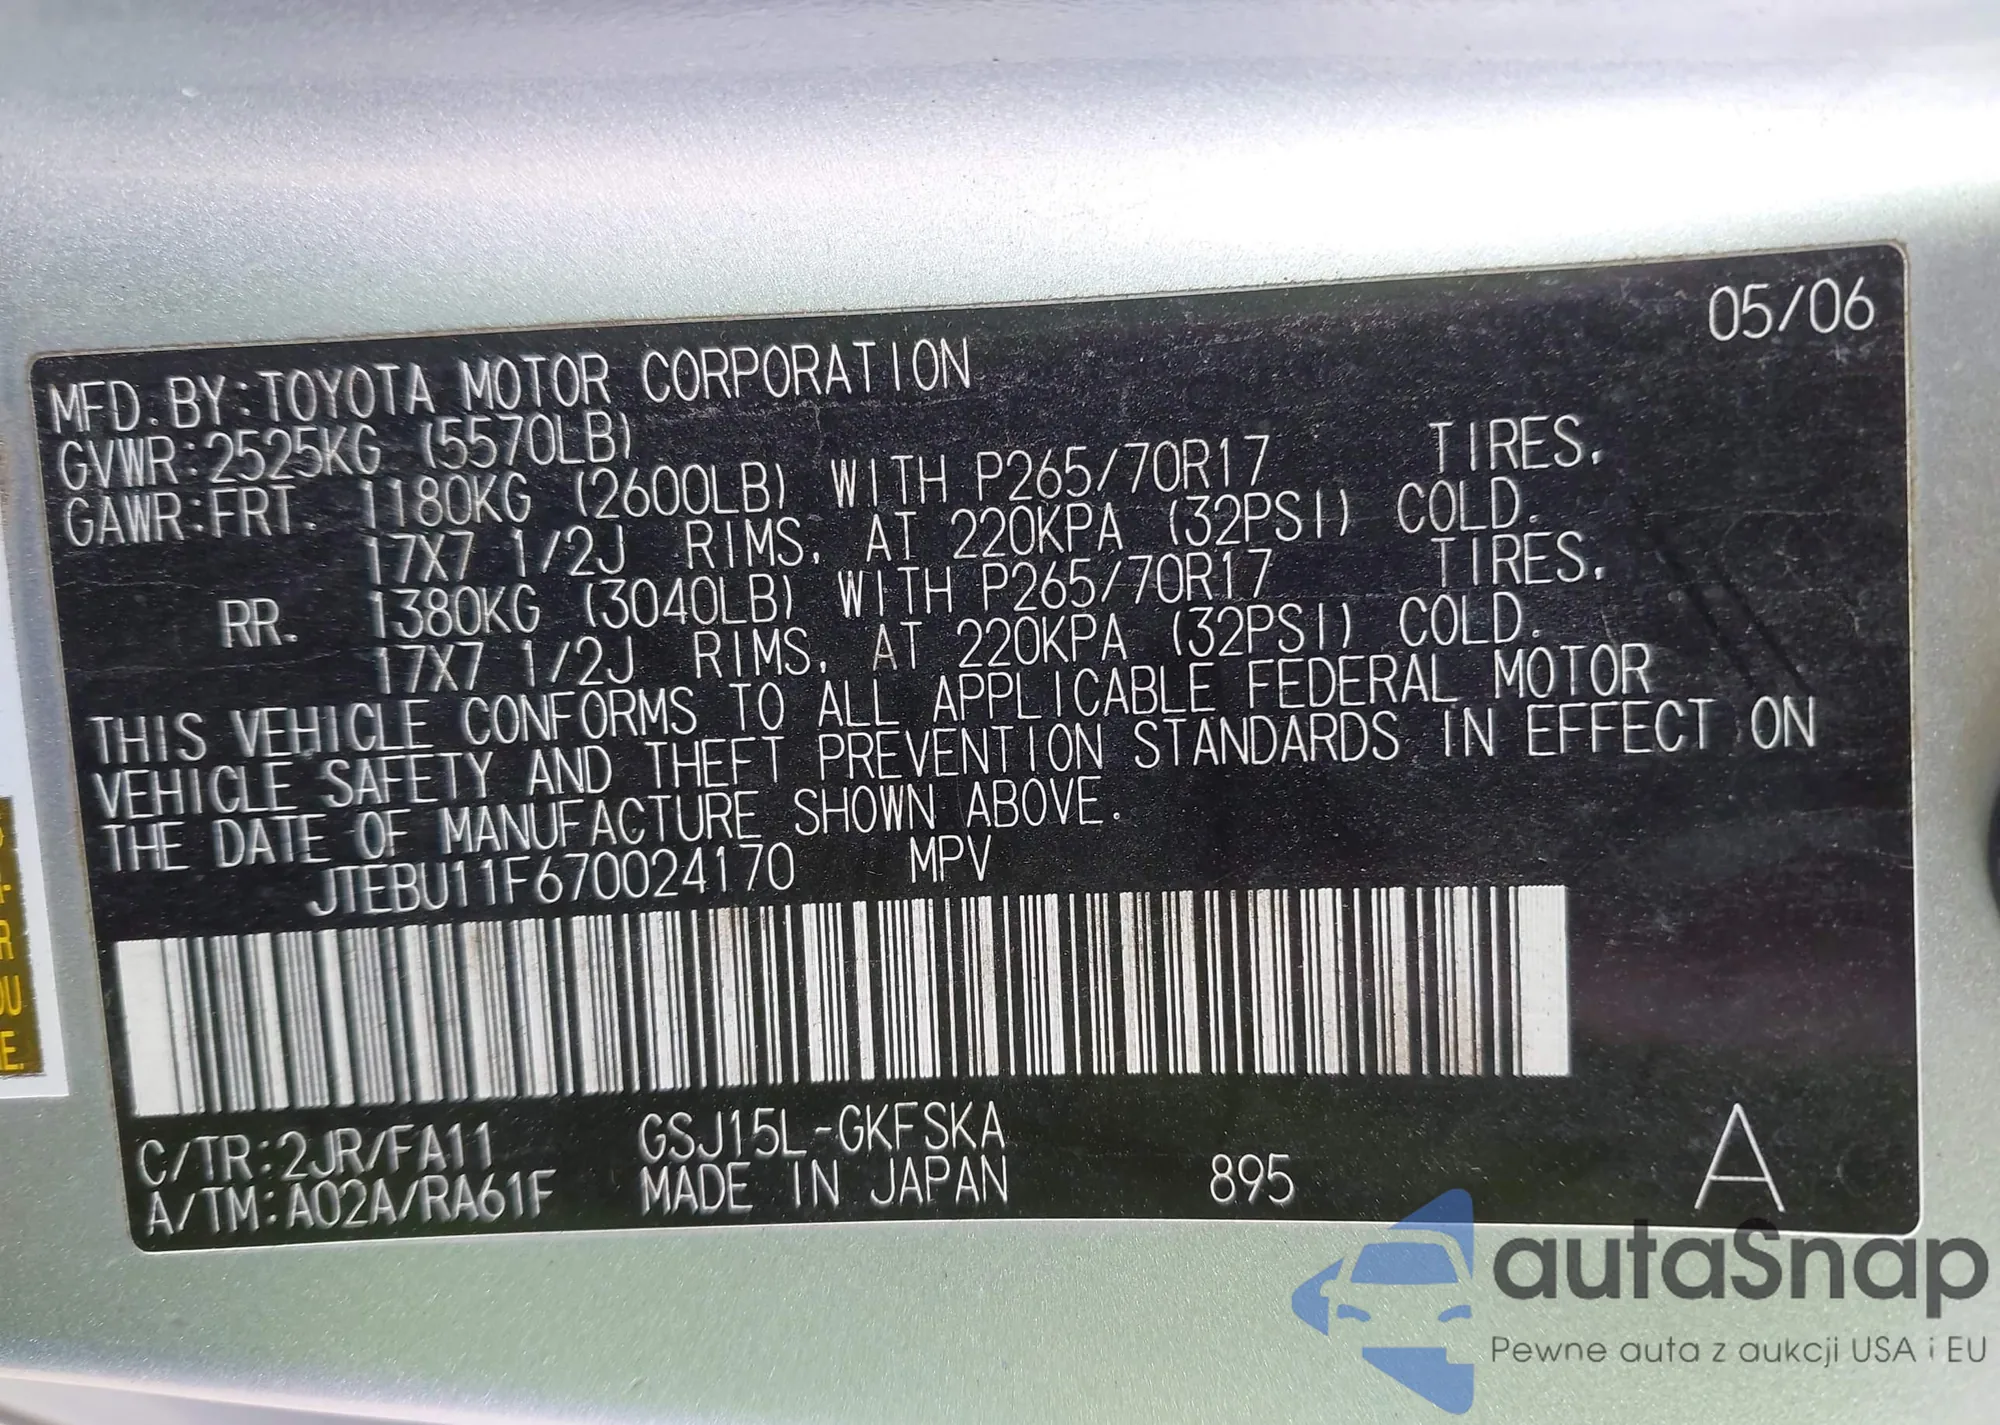 05/06
MFD. BY: TOYOTA MOTOR CORPORATION
GVWR: 2525KG (5570LB)
GAWR: FRT. 1180KG (2600LB) WITH P265/70R17 TIRES,
17X7 1/2J RIMS, AT 220KPA (32PSI) COLD.
RR. 1380KG (3040LB) WITH P265/70R17 TIRES,
17X7 1/2J RIMS, AT 220KPA (32PSI) COLD.
THIS VEHICLE CONFORMS TO ALL APPLICABLE FEDERAL MOTOR
VEHICLE SAFETY AND THEFT PREVENTION STANDARDS IN EFFECT ON
THE DATE OF MANUFACTURE SHOWN ABOVE.
JTEBU11F670024170 MPV
C/TR: 2JR/FA11 GSJ15L-GKFSKA
A/TM: A02A/RA61F MADE IN JAPAN 895 A
R
OU
E.
autaSnap
Pewne auta z aukcji USA i EU